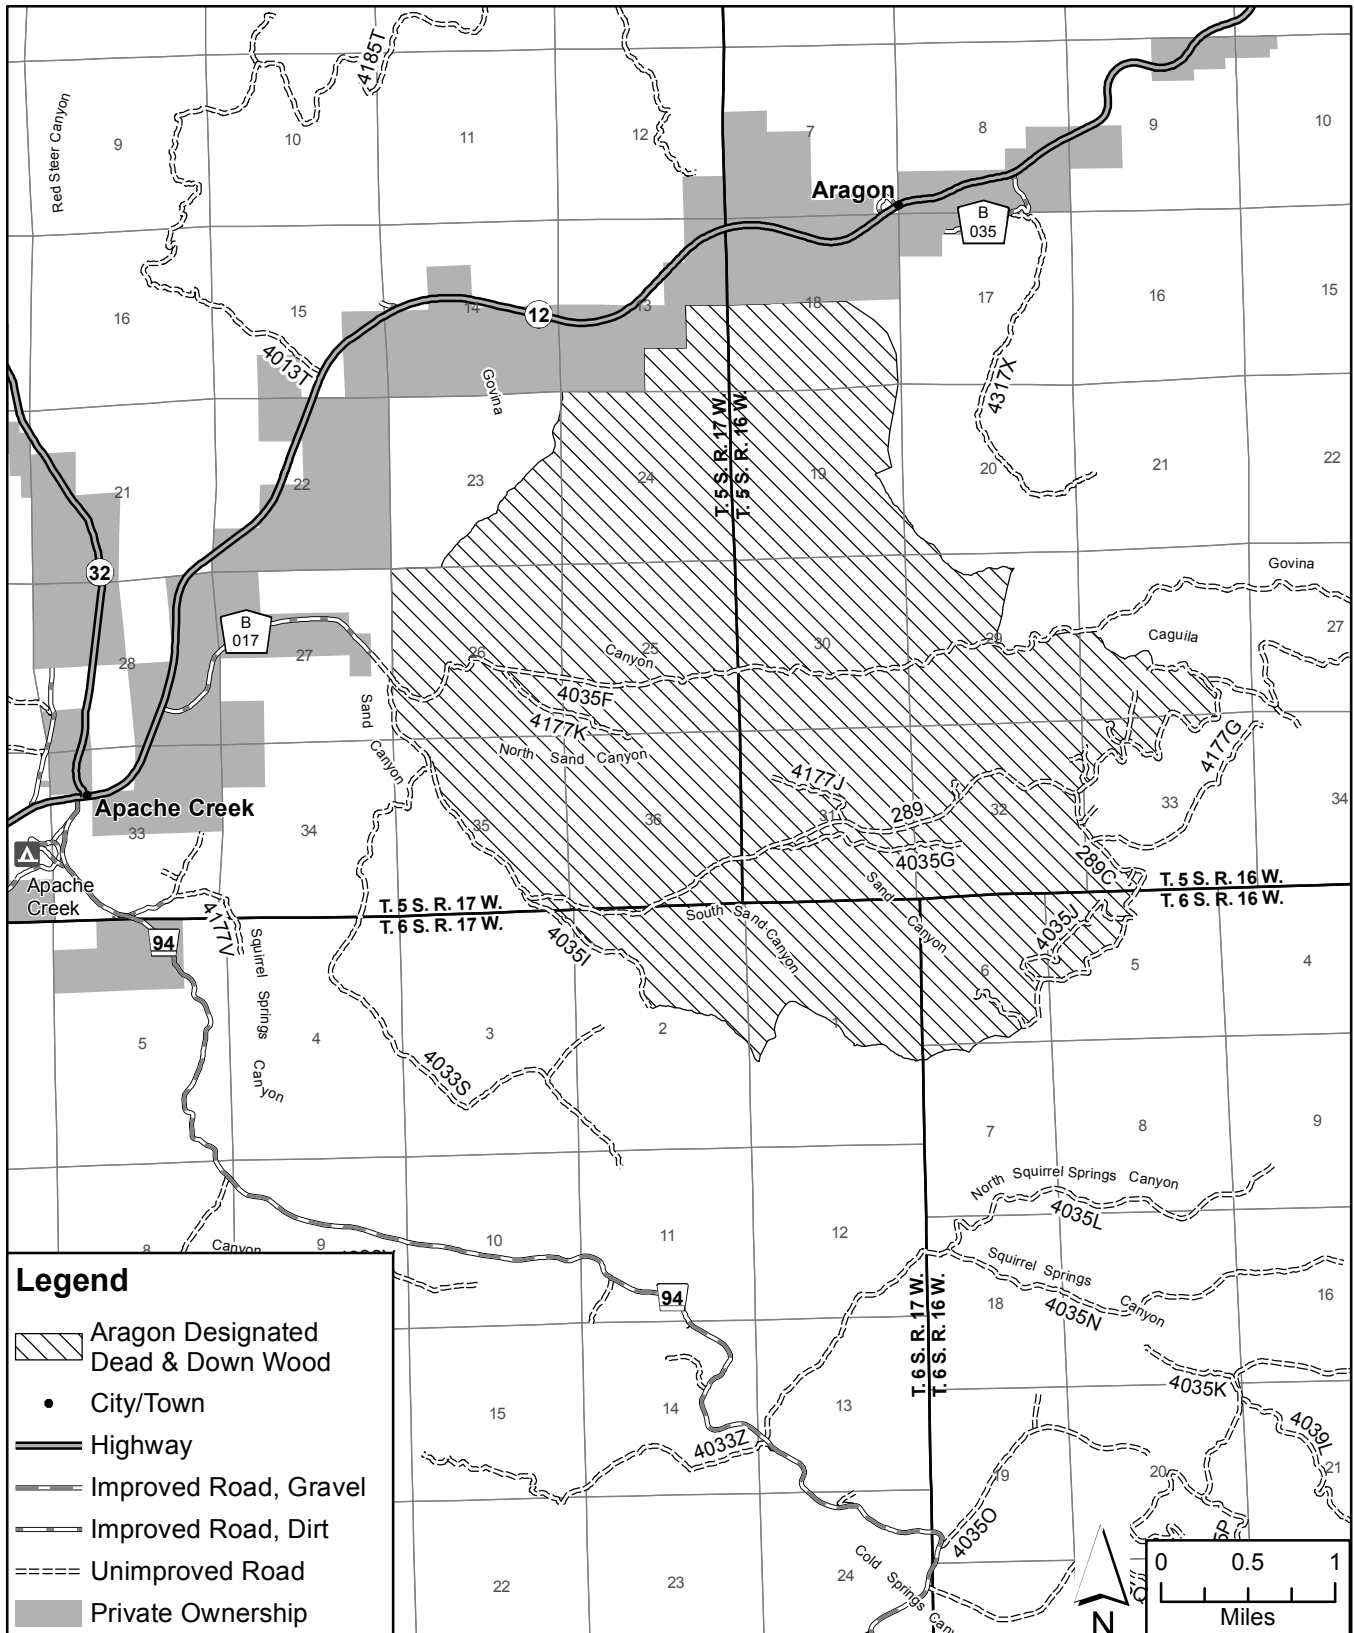 4185T
Red Steer Canyon
9
10
11
12
7
8
9
10
Aragon
B
035
16
15
14
12
13
18
17
16
15
4013T
Govina
4317X
T. 5 S. R. 17 W.
T. 5 S. R. 16 W.
21
22
23
24
19
20
21
22
32
Govina
B
017
28
27
26
25
Canyon
30
29
Caguila
27
4035F
4177K
Sand
Canyon
North Sand Canyon
4177G
4177J
289
Apache Creek
33
34
35
36
31
32
33
34
4035G
289C
Apache
Creek
4177V
T. 5 S. R. 17 W.
T. 6 S. R. 17 W.
T. 5 S. R. 16 W.
T. 6 S. R. 16 W.
94
Squirrel Springs Canyon
4035I
South Sand Canyon
Sand Canyon
4035J
5
4
3
2
1
6
5
4
4033S
7
8
9
North Squirrel Springs Canyon
4035L
8
Canyon
9
10
11
12
Squirrel Springs Canyon
4035N
94
18
16
T. 6 S. R. 17 W.
T. 6 S. R. 16 W.
4035K
4039L
15
14
13
4033Z
19
20
21
4035O
5P
22
23
24
Cold Springs Can
Legend
Aragon Designated
Dead & Down Wood
City/Town
Highway
Improved Road, Gravel
Improved Road, Dirt
Unimproved Road
Private Ownership
N
0 0.5 1
Miles